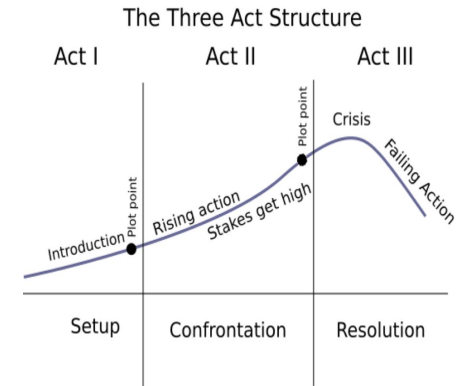 The Three Act Structure
Act I
Act II
Act III
Introduction
Plot point
Rising action
Stakes get high
Plot point
Crisis
Failing Action
Setup
Confrontation
Resolution